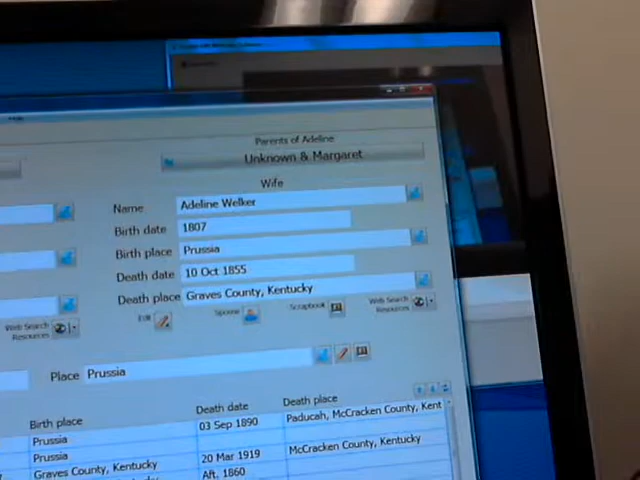 Parents of Adeline
Unknown & Margaret
Wife
Name Adeline Welker
Birth date 1807
Birth place Prussia
Death date 10 Oct 1855
Death place Graves County, Kentucky
Edit Spouse Scrapbook Web Search Resources
Web Search Resources
Place Prussia
Birth place Death date Death place
Prussia 03 Sep 1890 Paducah, McCracken County, Kent
Prussia 20 Mar 1919 McCracken County, Kentucky
Graves County, Kentucky Aft. 1860